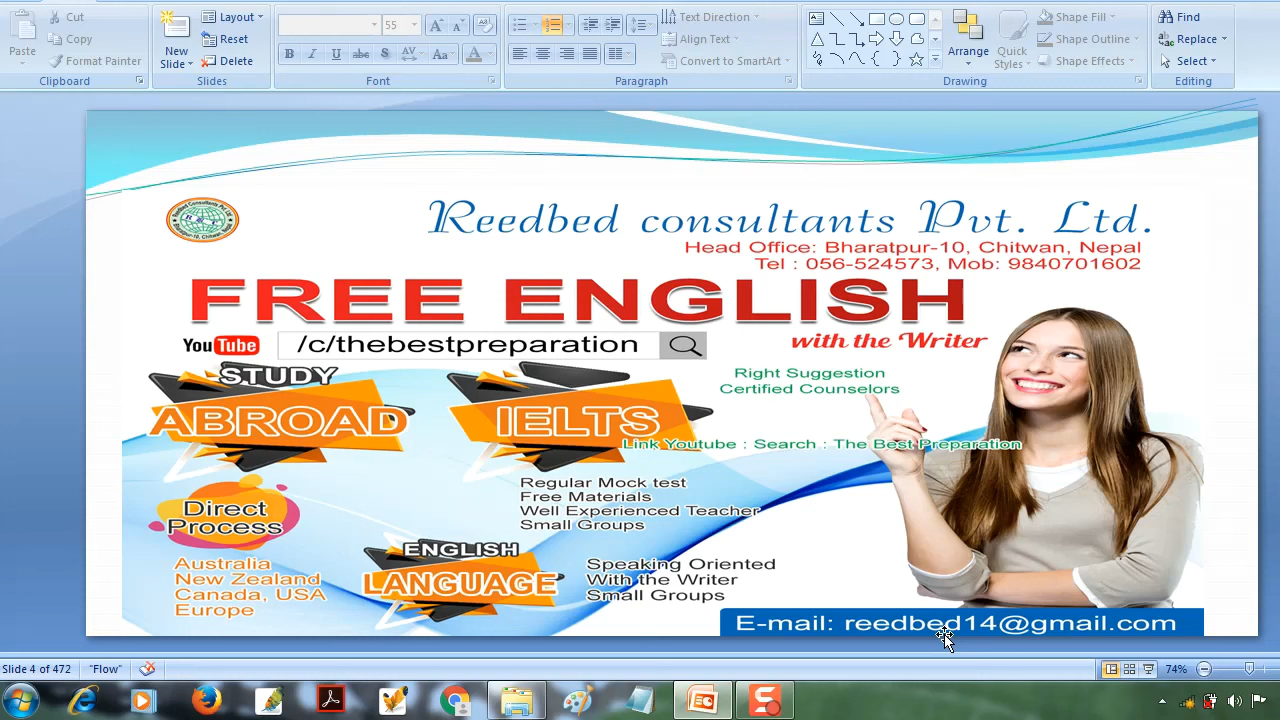 Cut
Copy
Format Painter
Paste
Clipboard
New
Slide
Layout
Reset
Delete
Slides
55
Font
Text Direction
Align Text
Convert to SmartArt
Paragraph
Arrange
Quick
Styles
Shape Fill
Shape Outline
Shape Effects
Drawing
Find
Replace
Select
Editing
Reedbed consultants Pvt. Ltd.
Head Office: Bharatpur-10, Chitwan, Nepal
Tel : 056-524573, Mob: 9840701602
FREE ENGLISH
with the Writer
YouTube /c/thebestpreparation
Right Suggestion
Certified Counselors
STUDY
ABROAD
IELTS
Link Youtube : Search : The Best Preparation
Regular Mock test
Free Materials
Well Experienced Teacher
Small Groups
Direct
Process
Australia
New Zealand
Canada, USA
Europe
ENGLISH
LANGUAGE
Speaking Oriented
With the Writer
Small Groups
E-mail: reedbed14@gmail.com
Slide 4 of 472
"Flow"
74%